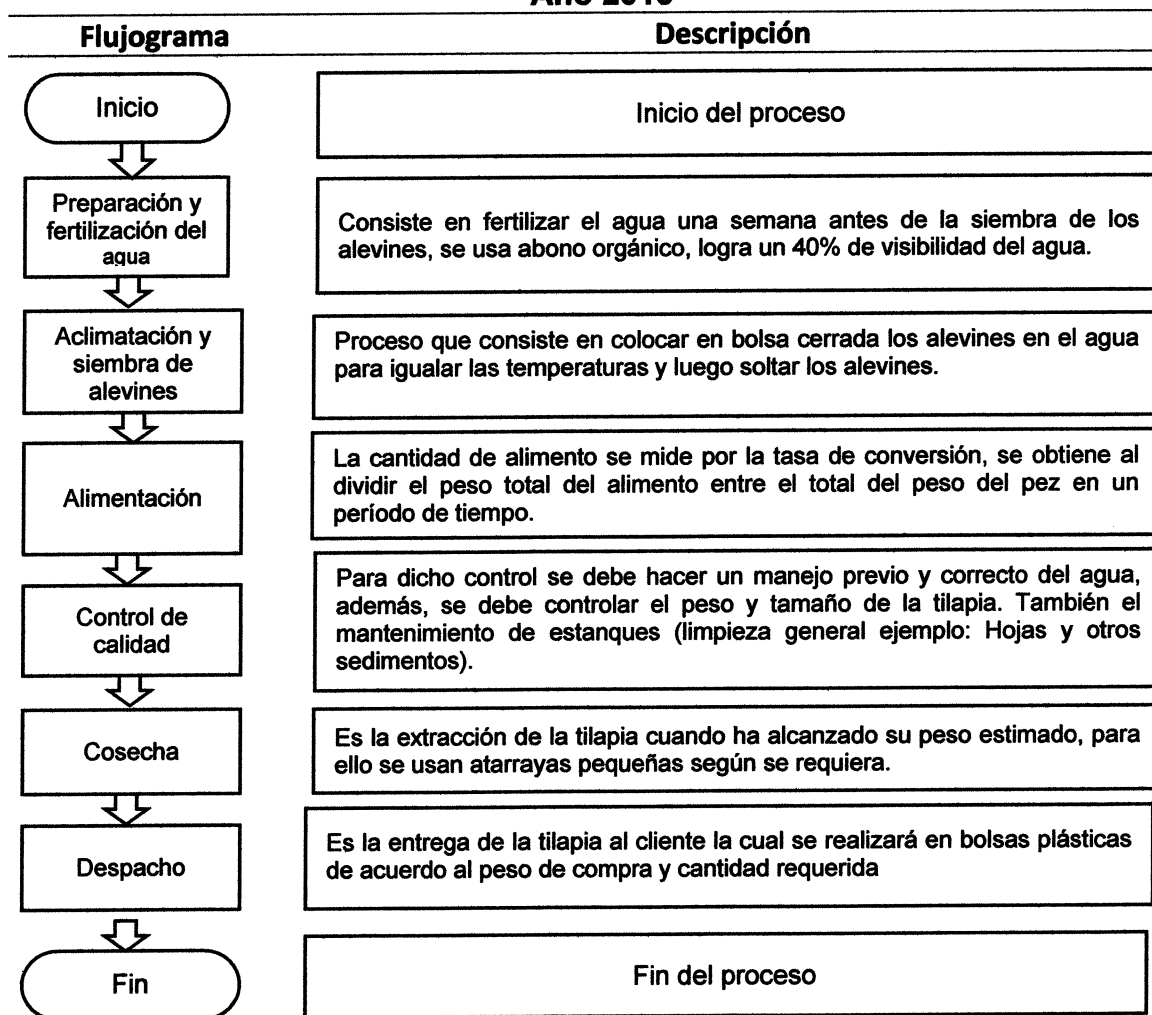 Flujograma
Descripción
Inicio
Inicio del proceso
Preparación y
fertilización del
agua
Consiste en fertilizar el agua una semana antes de la siembra de los
alevines, se usa abono orgánico, logra un 40% de visibilidad del agua.
Aclimatación y
siembra de
alevines
Proceso que consiste en colocar en bolsa cerrada los alevines en el agua
para igualar las temperaturas y luego soltar los alevines.
Alimentación
La cantidad de alimento se mide por la tasa de conversión, se obtiene al
dividir el peso total del alimento entre el total del peso del pez en un
período de tiempo.
Control de
calidad
Para dicho control se debe hacer un manejo previo y correcto del agua,
además, se debe controlar el peso y tamaño de la tilapia. También el
mantenimiento de estanques (limpieza general ejemplo: Hojas y otros
sedimentos).
Cosecha
Es la extracción de la tilapia cuando ha alcanzado su peso estimado, para
ello se usan atarrayas pequeñas según se requiera.
Despacho
Es la entrega de la tilapia al cliente la cual se realizará en bolsas plásticas
de acuerdo al peso de compra y cantidad requerida
Fin
Fin del proceso